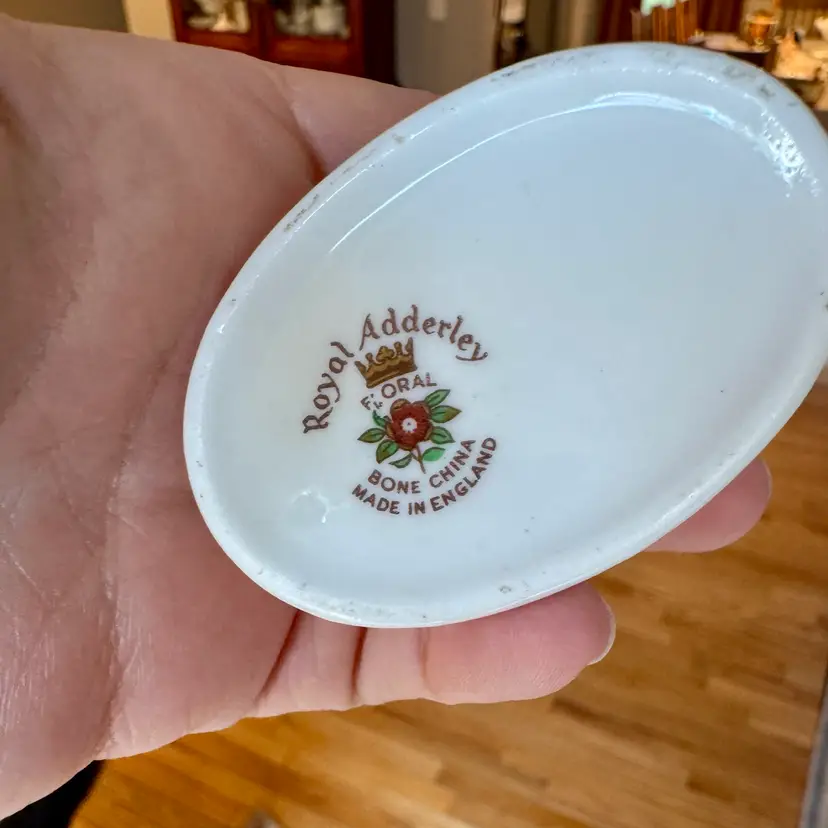 Royal Adderley
FLORAL
BONE CHINA
MADE IN ENGLAND